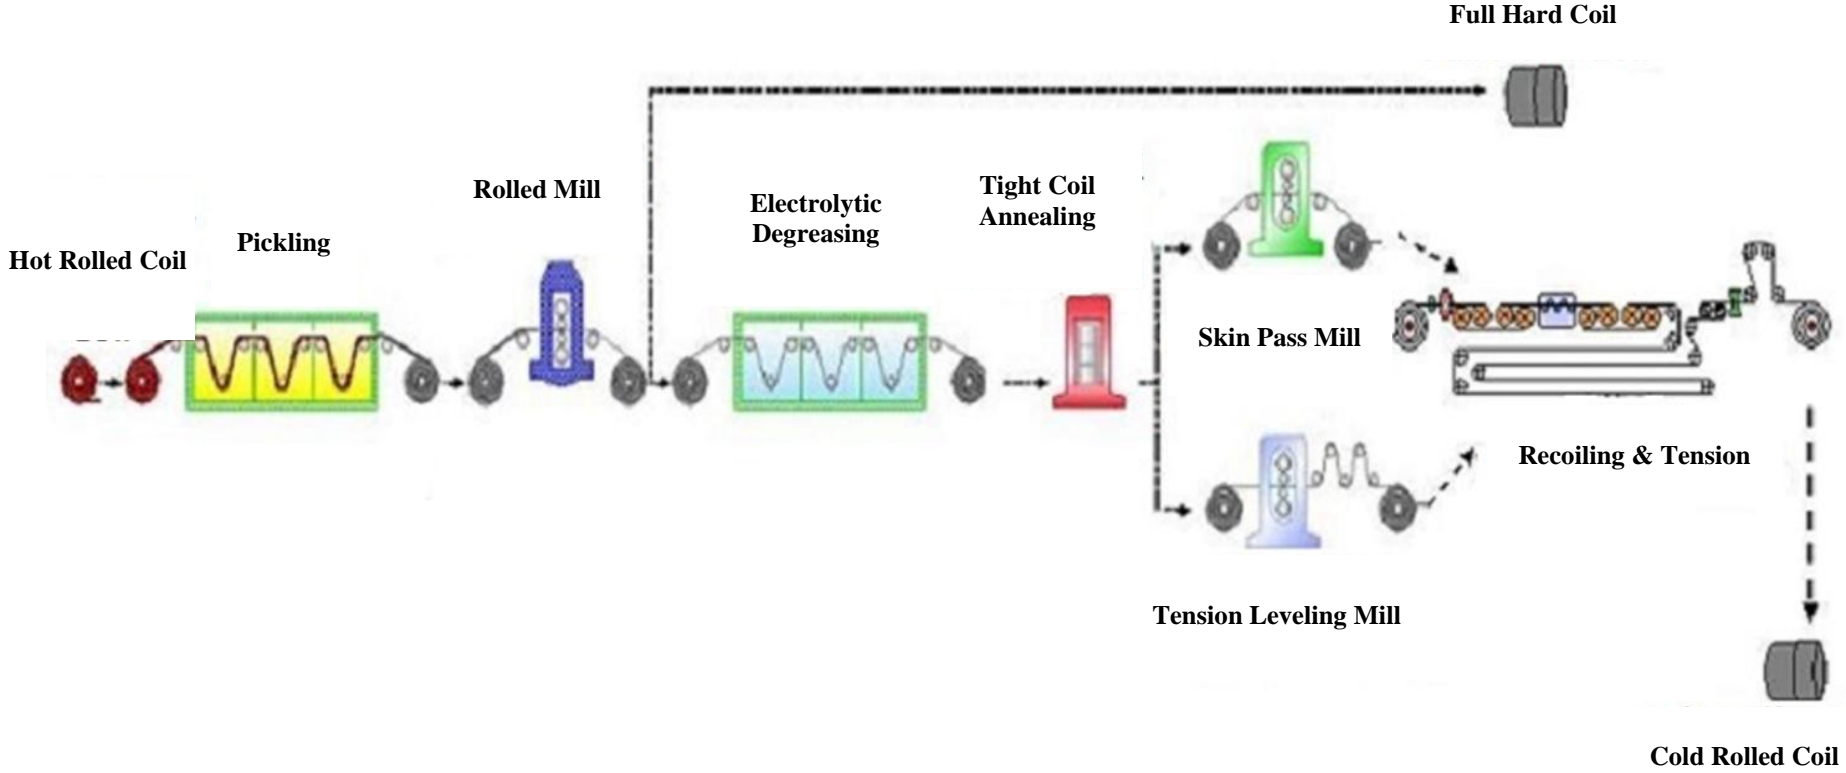 Full Hard Coil
Rolled Mill
Tight Coil
Annealing
Electrolytic
Degreasing
Pickling
Hot Rolled Coil
Skin Pass Mill
Recoiling & Tension
Tension Leveling Mill
Cold Rolled Coil